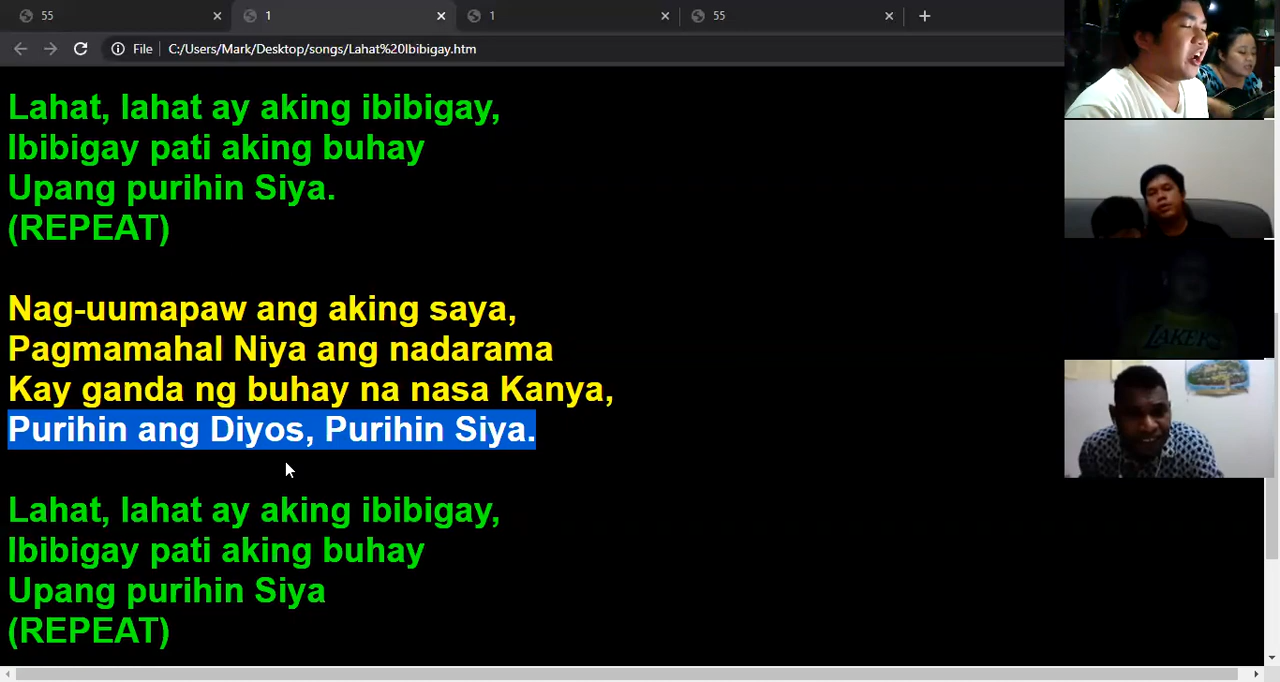 55
1
1
55
File
C:/Users/Mark/Desktop/songs/Lahat%20Ibibigay.htm
Lahat, lahat ay aking ibibigay,
Ibibigay pati aking buhay
Upang purihin Siya.
(REPEAT)
Nag-uumapaw ang aking saya,
Pagmamahal Niya ang nadarama
Kay ganda ng buhay na nasa Kanya,
Purihin ang Diyos, Purihin Siya.
Lahat, lahat ay aking ibibigay,
Ibibigay pati aking buhay
Upang purihin Siya
(REPEAT)
LAKERS